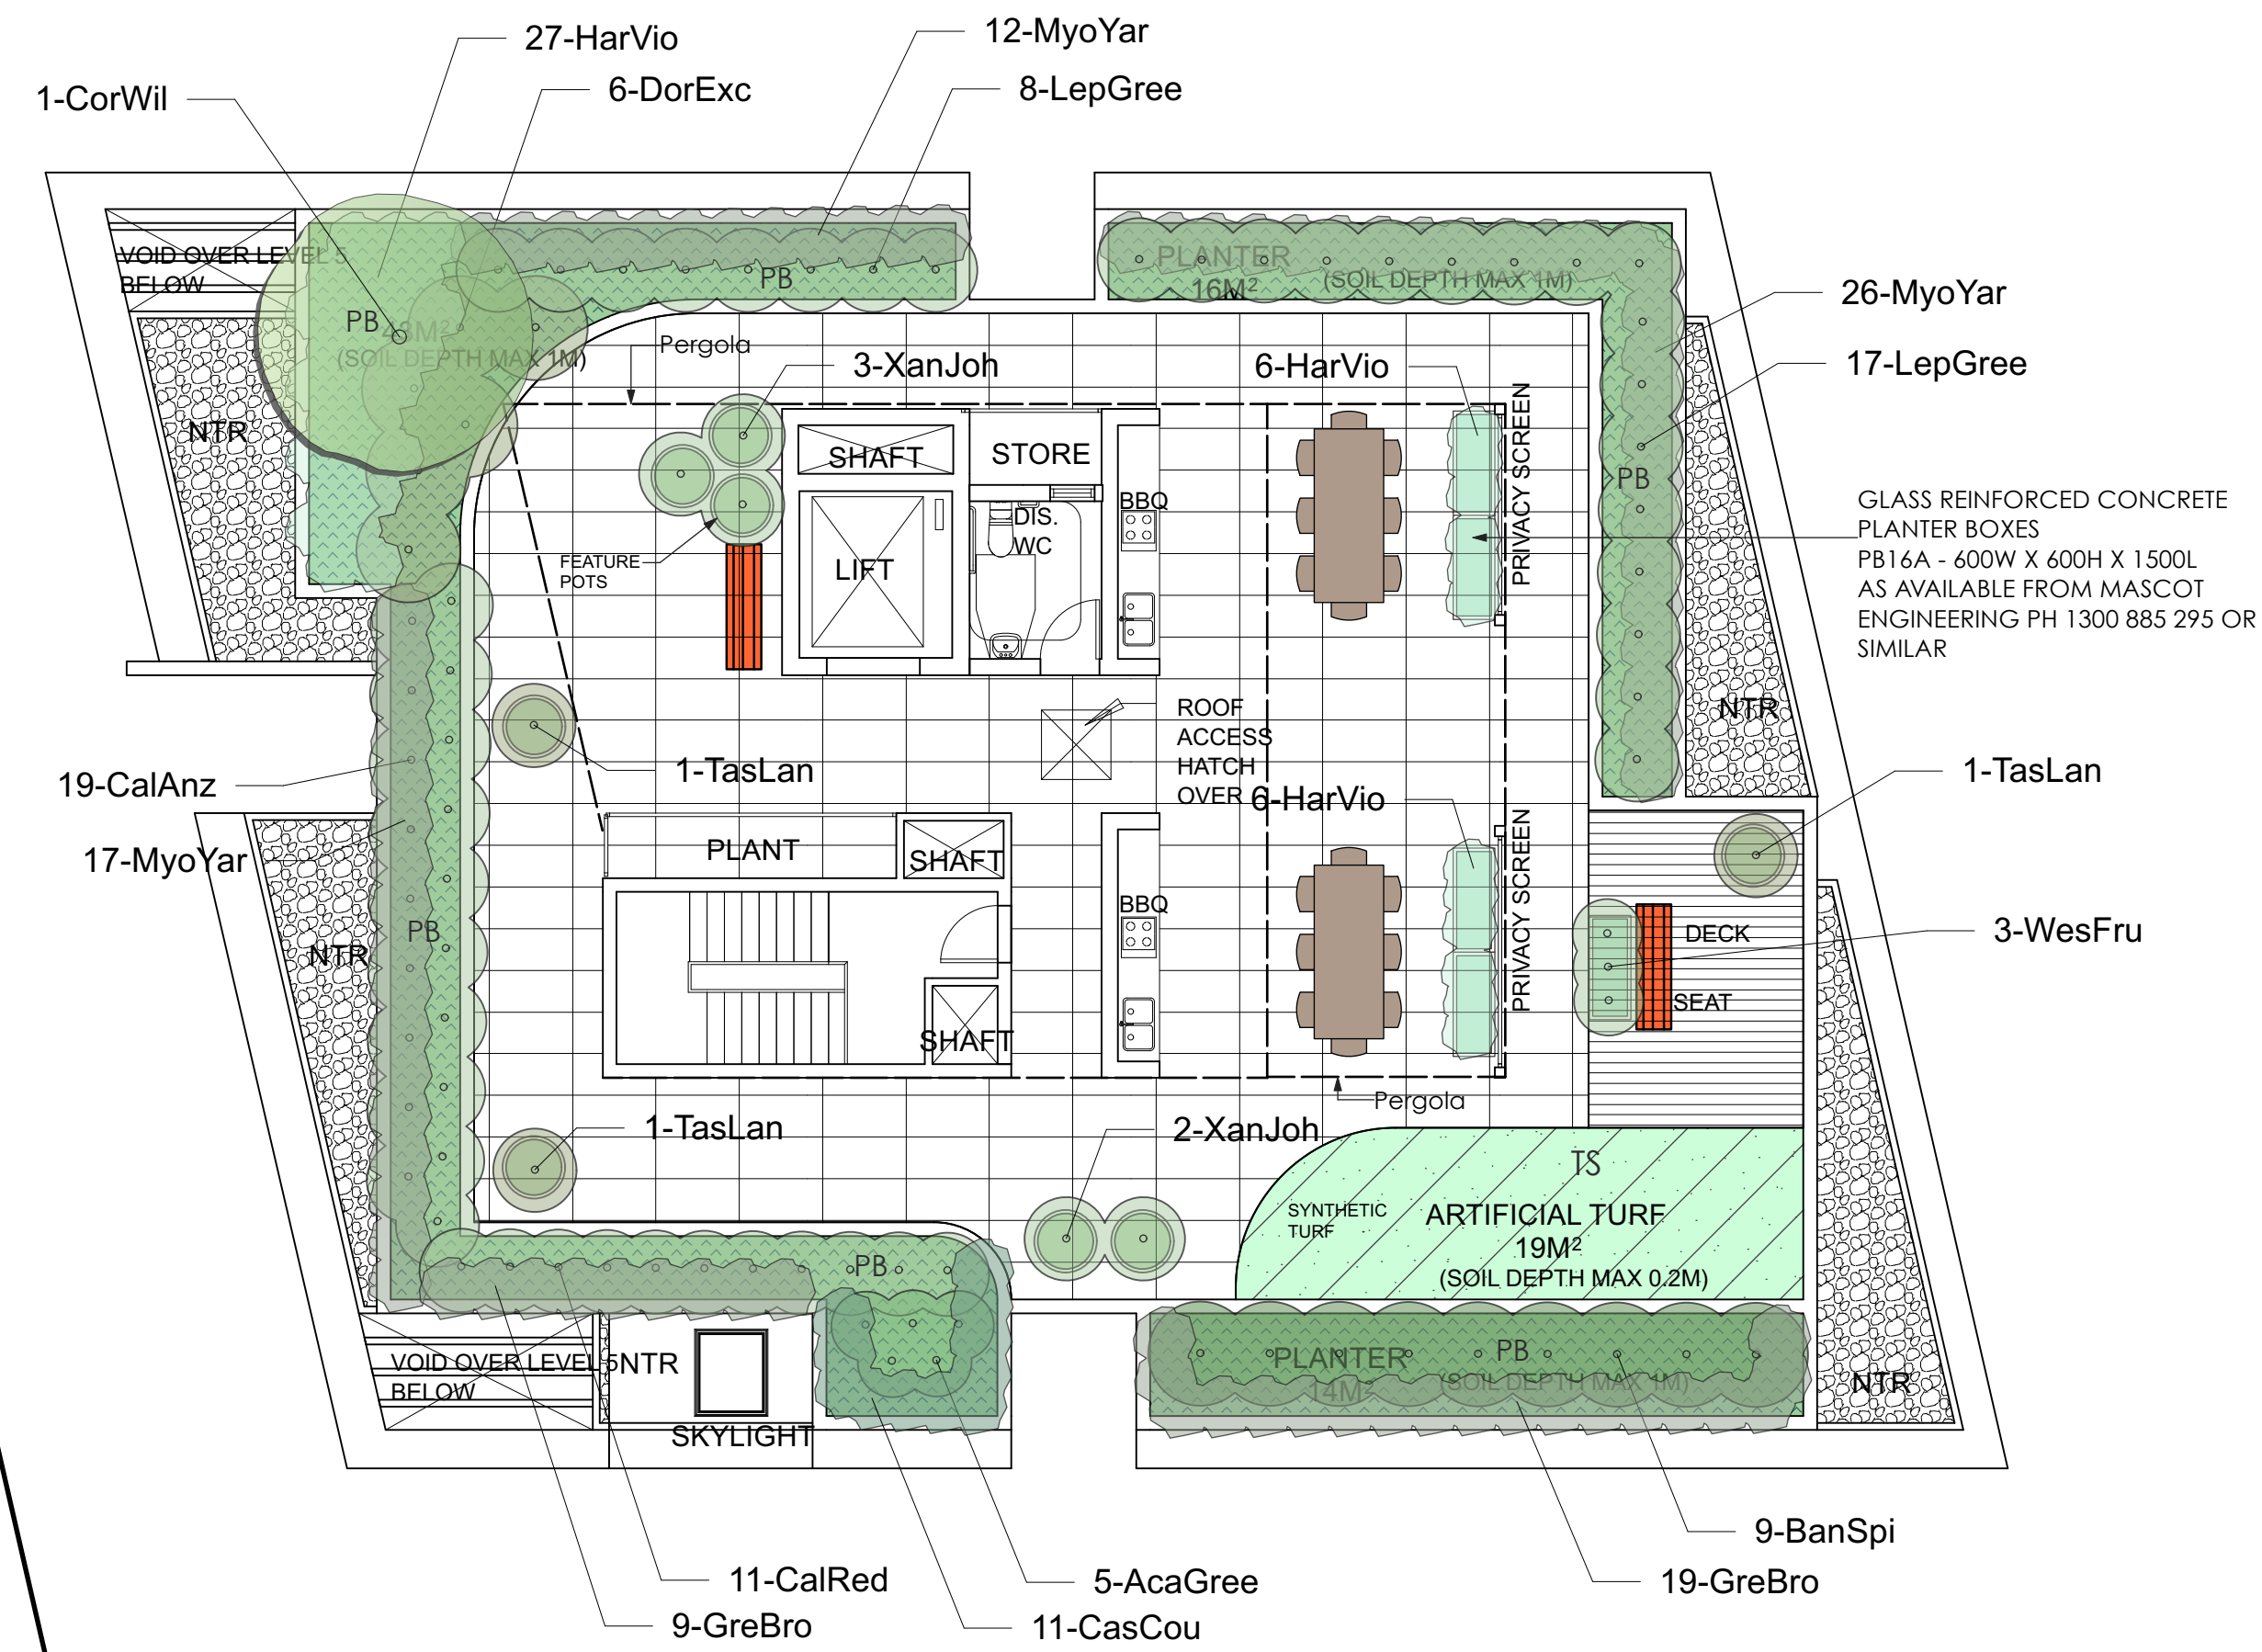 27-HarVio
12-MyoYar
1-CorWil
6-DorExc
8-LepGree
VOID OVER LEVEL 5
BELOW
PB
48M²
(SOIL DEPTH MAX 1M)
NTR
PB
PLANTER
16M²
(SOIL DEPTH MAX 1M)
26-MyoYar
17-LepGree
Pergola
3-XanJoh
6-HarVio
PRIVACY SCREEN
PB
SHAFT
STORE
BBQ
DIS.
WC
LIFT
FEATURE
POTS
GLASS REINFORCED CONCRETE
PLANTER BOXES
PB16A - 600W X 600H X 1500L
AS AVAILABLE FROM MASCOT
ENGINEERING PH 1300 885 295 OR
SIMILAR
NTR
ROOF
ACCESS
HATCH
OVER
1-TasLan
6-HarVio
1-TasLan
19-CalAnz
17-MyoYar
PLANT
SHAFT
BBQ
PRIVACY SCREEN
PB
NTR
DECK
SEAT
3-WesFru
SHAFT
Pergola
1-TasLan
2-XanJoh
TS
SYNTHETIC
TURF
ARTIFICIAL TURF
19M²
(SOIL DEPTH MAX 0.2M)
PB
VOID OVER LEVEL 5
BELOW
NTR
SKYLIGHT
PLANTER
14M²
PB
(SOIL DEPTH MAX 1M)
NTR
9-BanSpi
11-CalRed
5-AcaGree
19-GreBro
9-GreBro
11-CasCou